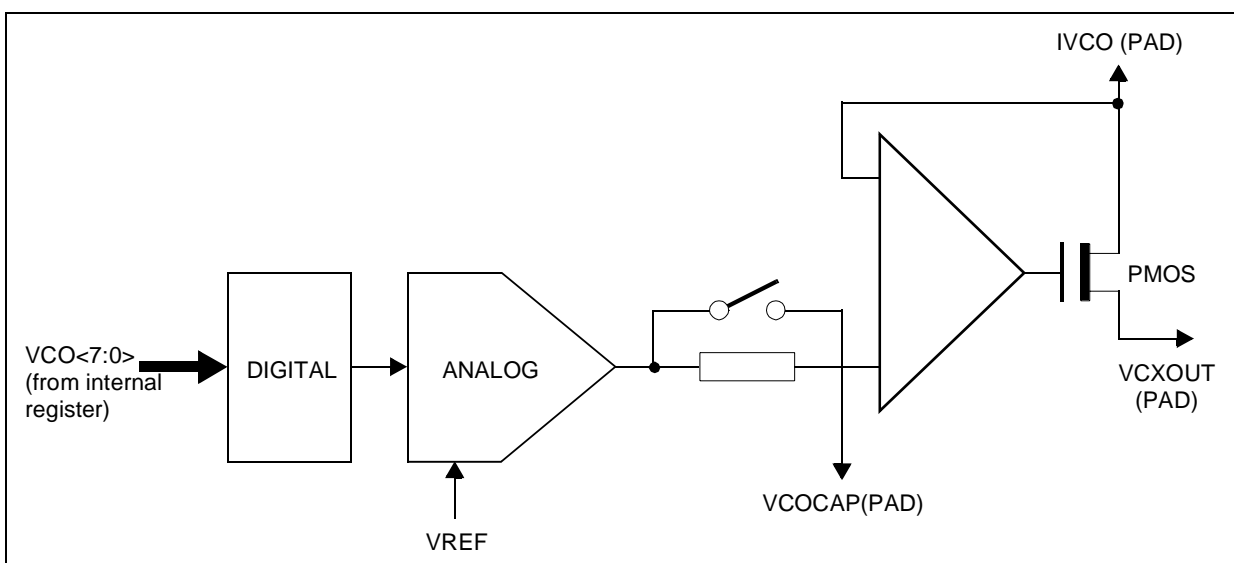 IVCO (PAD)
PMOS
VCO<7:0>
(from internal
register)
DIGITAL
ANALOG
VCXOUT
(PAD)
VCOCAP(PAD)
VREF